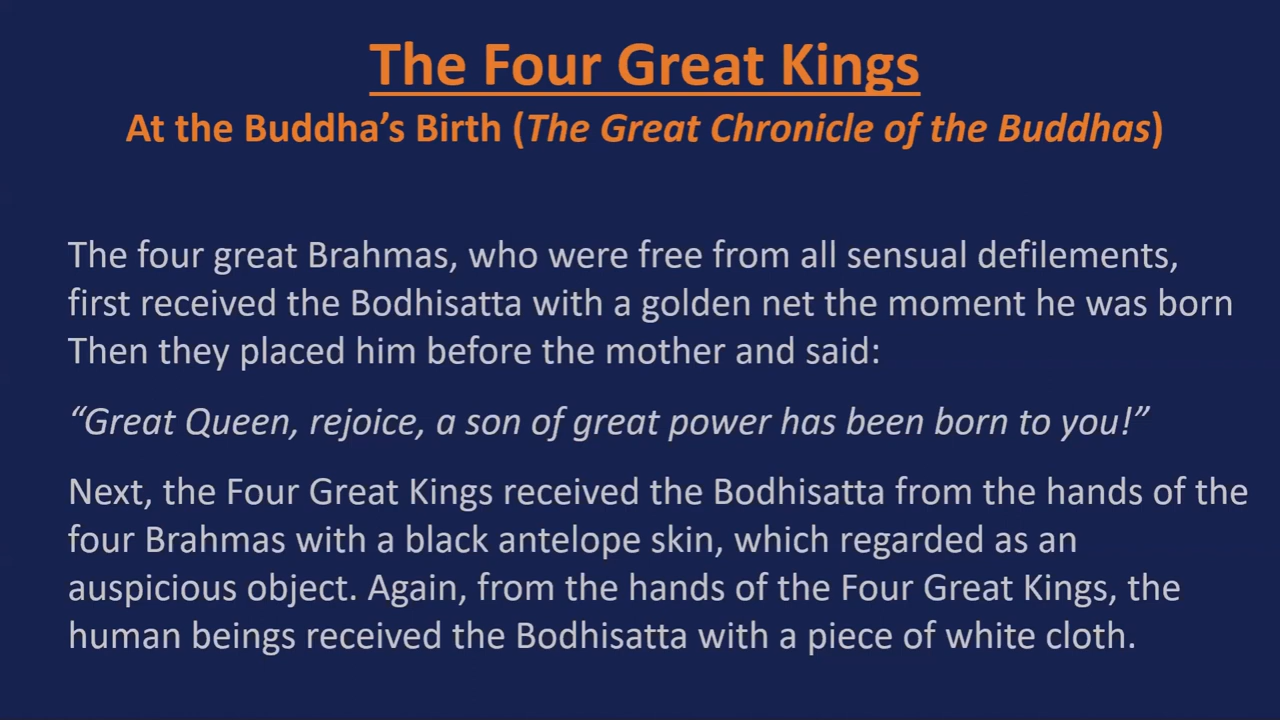 The Four Great Kings
At the Buddha’s Birth (The Great Chronicle of the Buddhas)
The four great Brahmas, who were free from all sensual defilements,
first received the Bodhisatta with a golden net the moment he was born
Then they placed him before the mother and said:
“Great Queen, rejoice, a son of great power has been born to you!”
Next, the Four Great Kings received the Bodhisatta from the hands of the
four Brahmas with a black antelope skin, which regarded as an
auspicious object. Again, from the hands of the Four Great Kings, the
human beings received the Bodhisatta with a piece of white cloth.